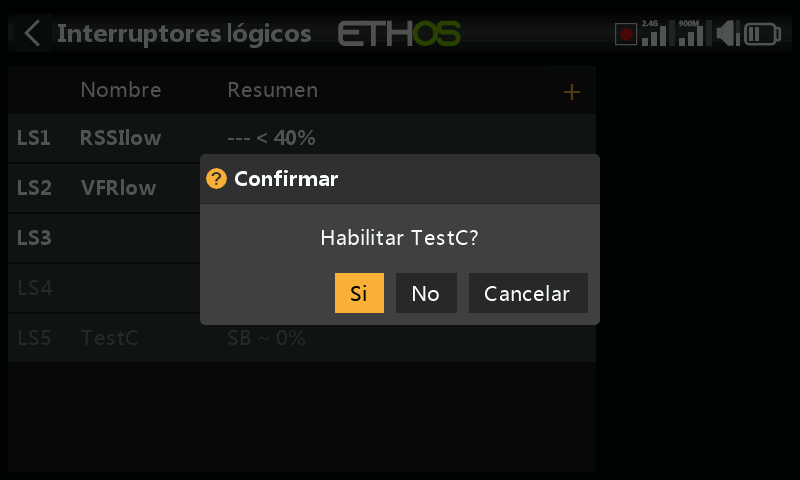 Interruptores lógicos ETHOS 2.4G 900M
Nombre Resumen +
LS1 RSSIlow --- < 40%
LS2 VFRlow
? Confirmar
LS3
Habilitar TestC?
LS4
Si No Cancelar
LS5 TestC SB ~ 0%